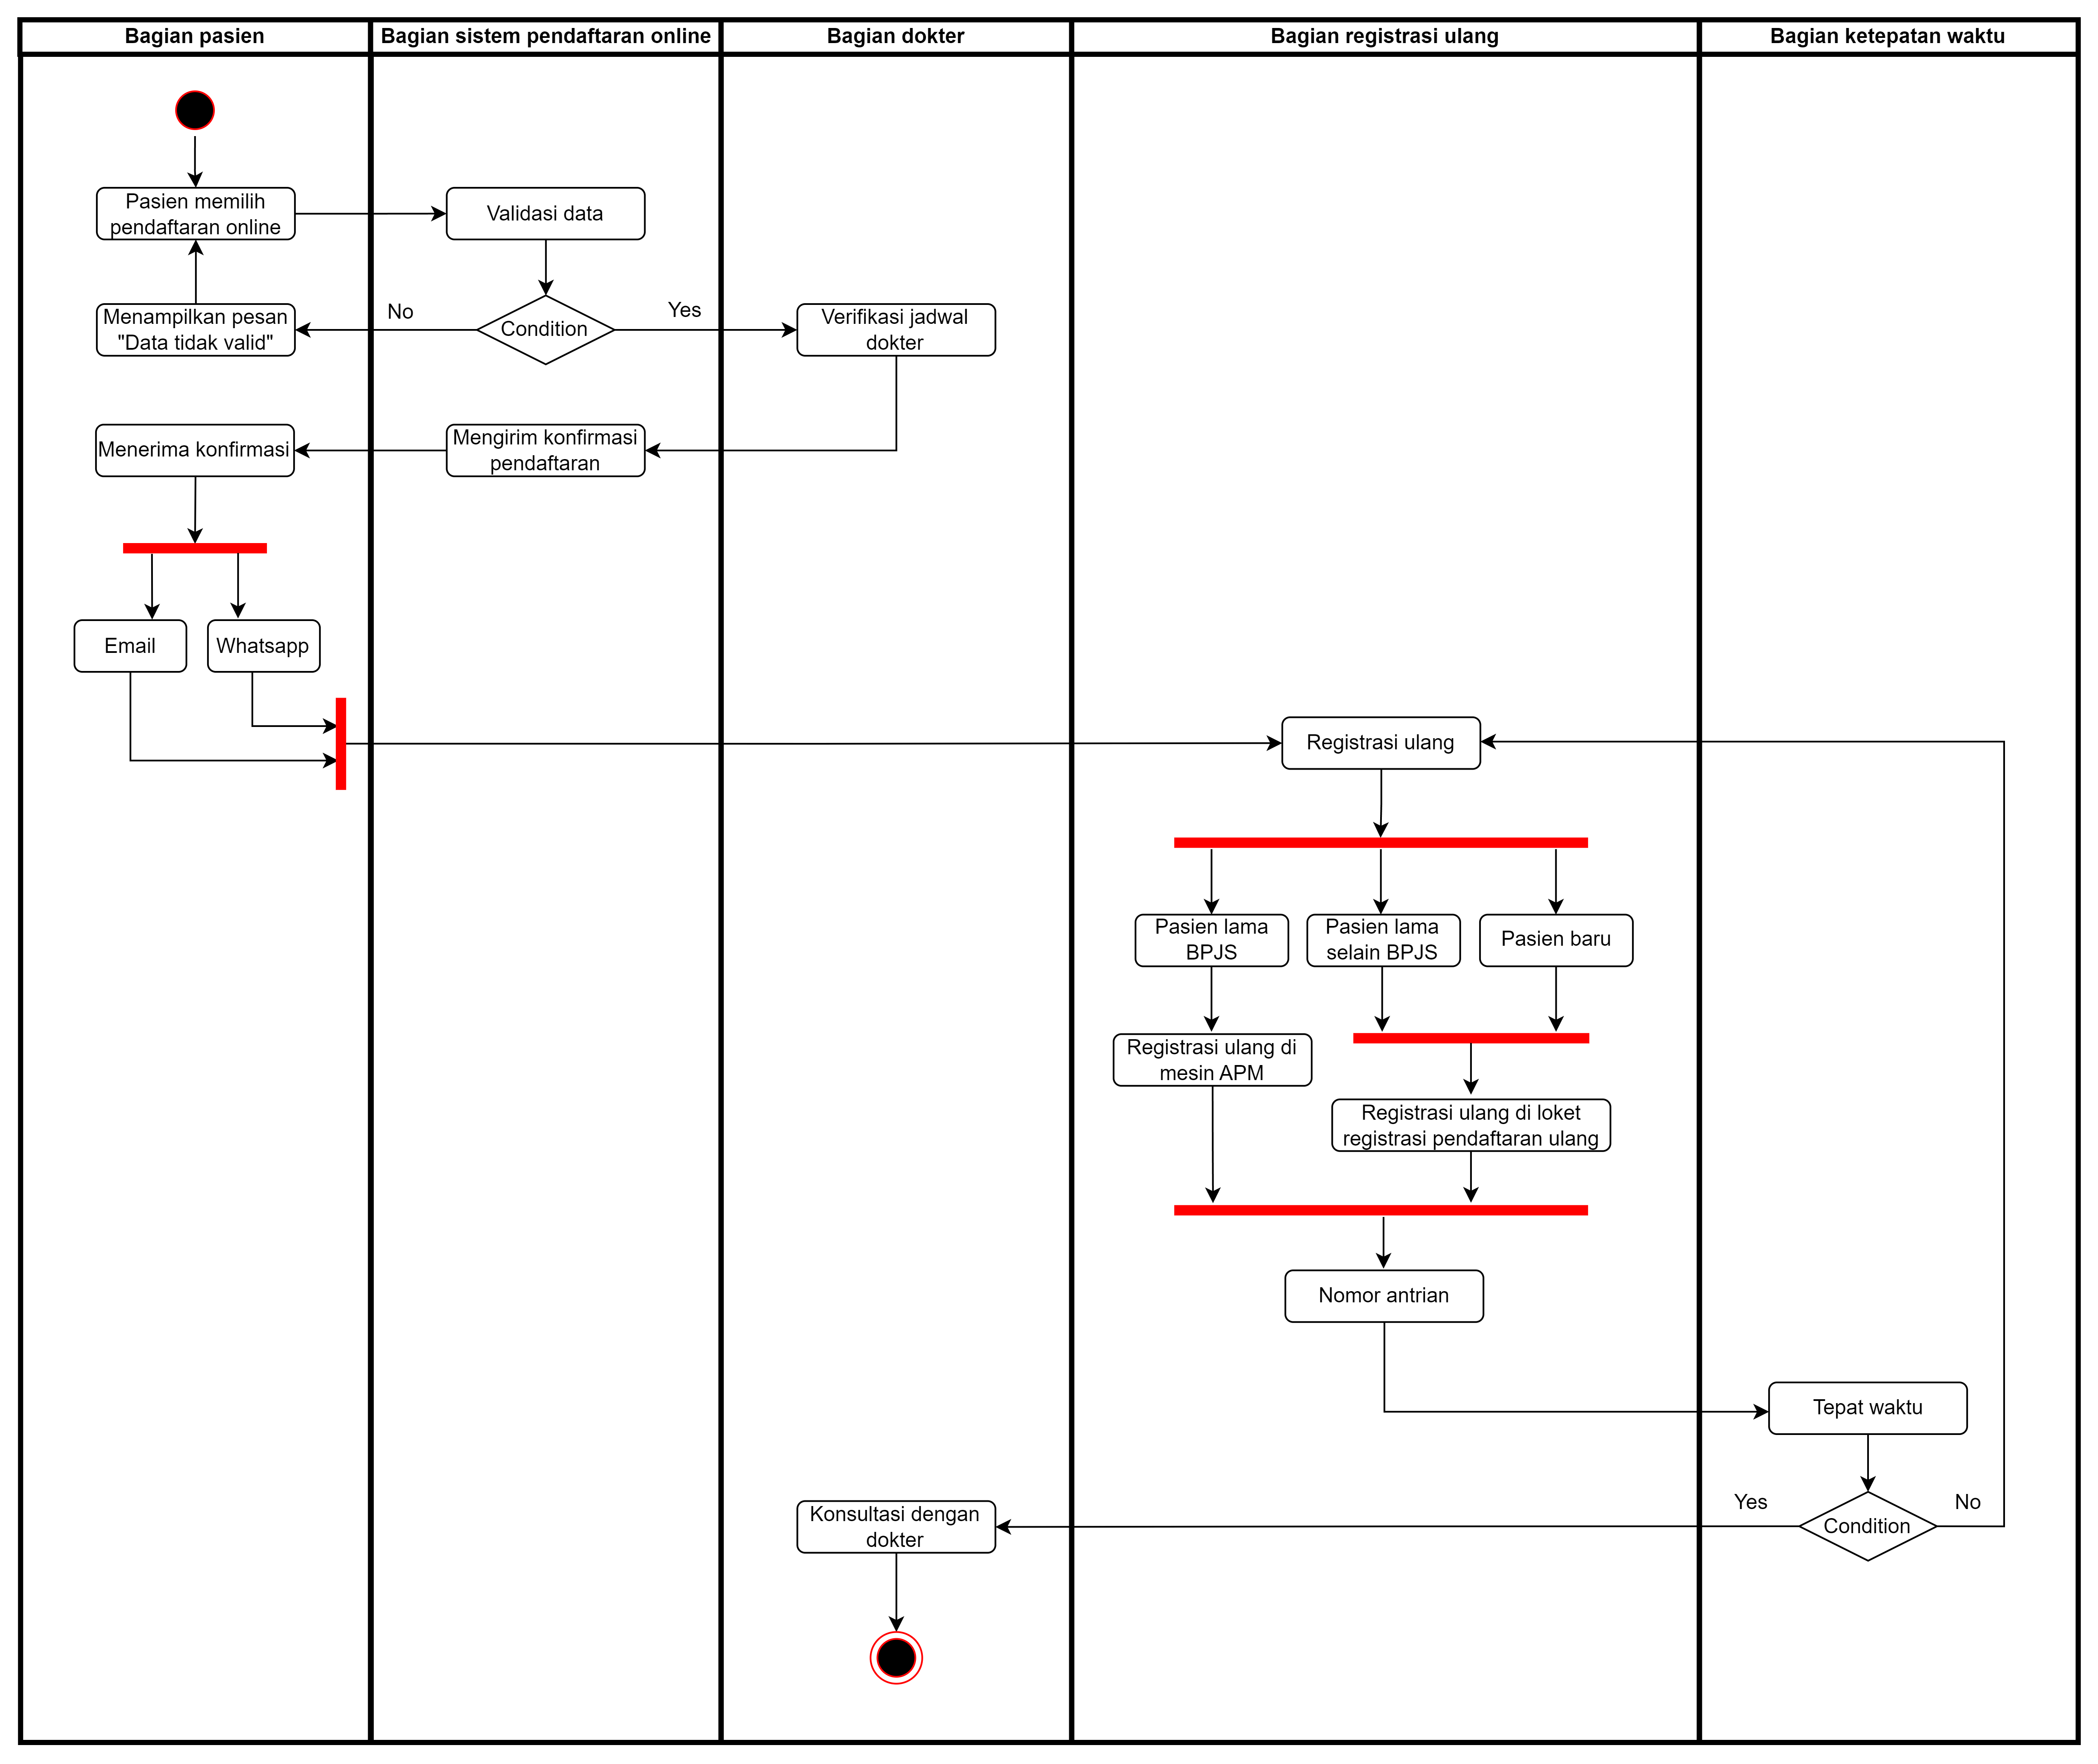 Bagian pasien
Bagian sistem pendaftaran online
Bagian dokter
Bagian registrasi ulang
Bagian ketepatan waktu
Pasien memilih
pendaftaran online
Validasi data
Menampilkan pesan
"Data tidak valid"
No
Condition
Yes
Verifikasi jadwal
dokter
Menerima konfirmasi
Mengirim konfirmasi
pendaftaran
Email
Whatsapp
Registrasi ulang
Pasien lama
BPJS
Pasien lama
selain BPJS
Pasien baru
Registrasi ulang di
mesin APM
Registrasi ulang di loket
registrasi pendaftaran ulang
Nomor antrian
Tepat waktu
Konsultasi dengan
dokter
Yes
Condition
No